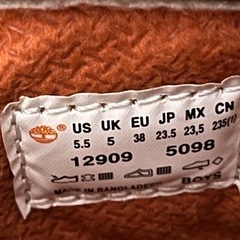 US UK EU JP MX CN
5.5 5 38 23.5 23,5 235(1)
12909 5098
MADE IN BANGLADESH
BOYS